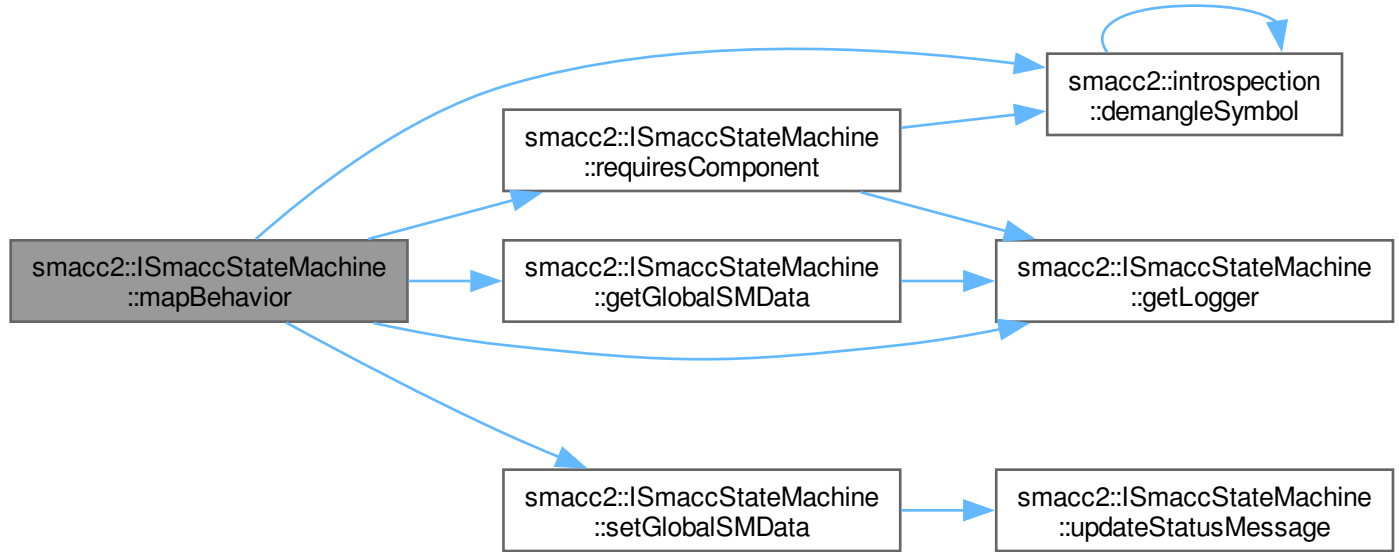 smacc2::introspection
::demangleSymbol
smacc2::ISmaccStateMachine
::requiresComponent
smacc2::ISmaccStateMachine
::mapBehavior
smacc2::ISmaccStateMachine
::getGlobalSMData
smacc2::ISmaccStateMachine
::getLogger
smacc2::ISmaccStateMachine
::setGlobalSMData
smacc2::ISmaccStateMachine
::updateStatusMessage